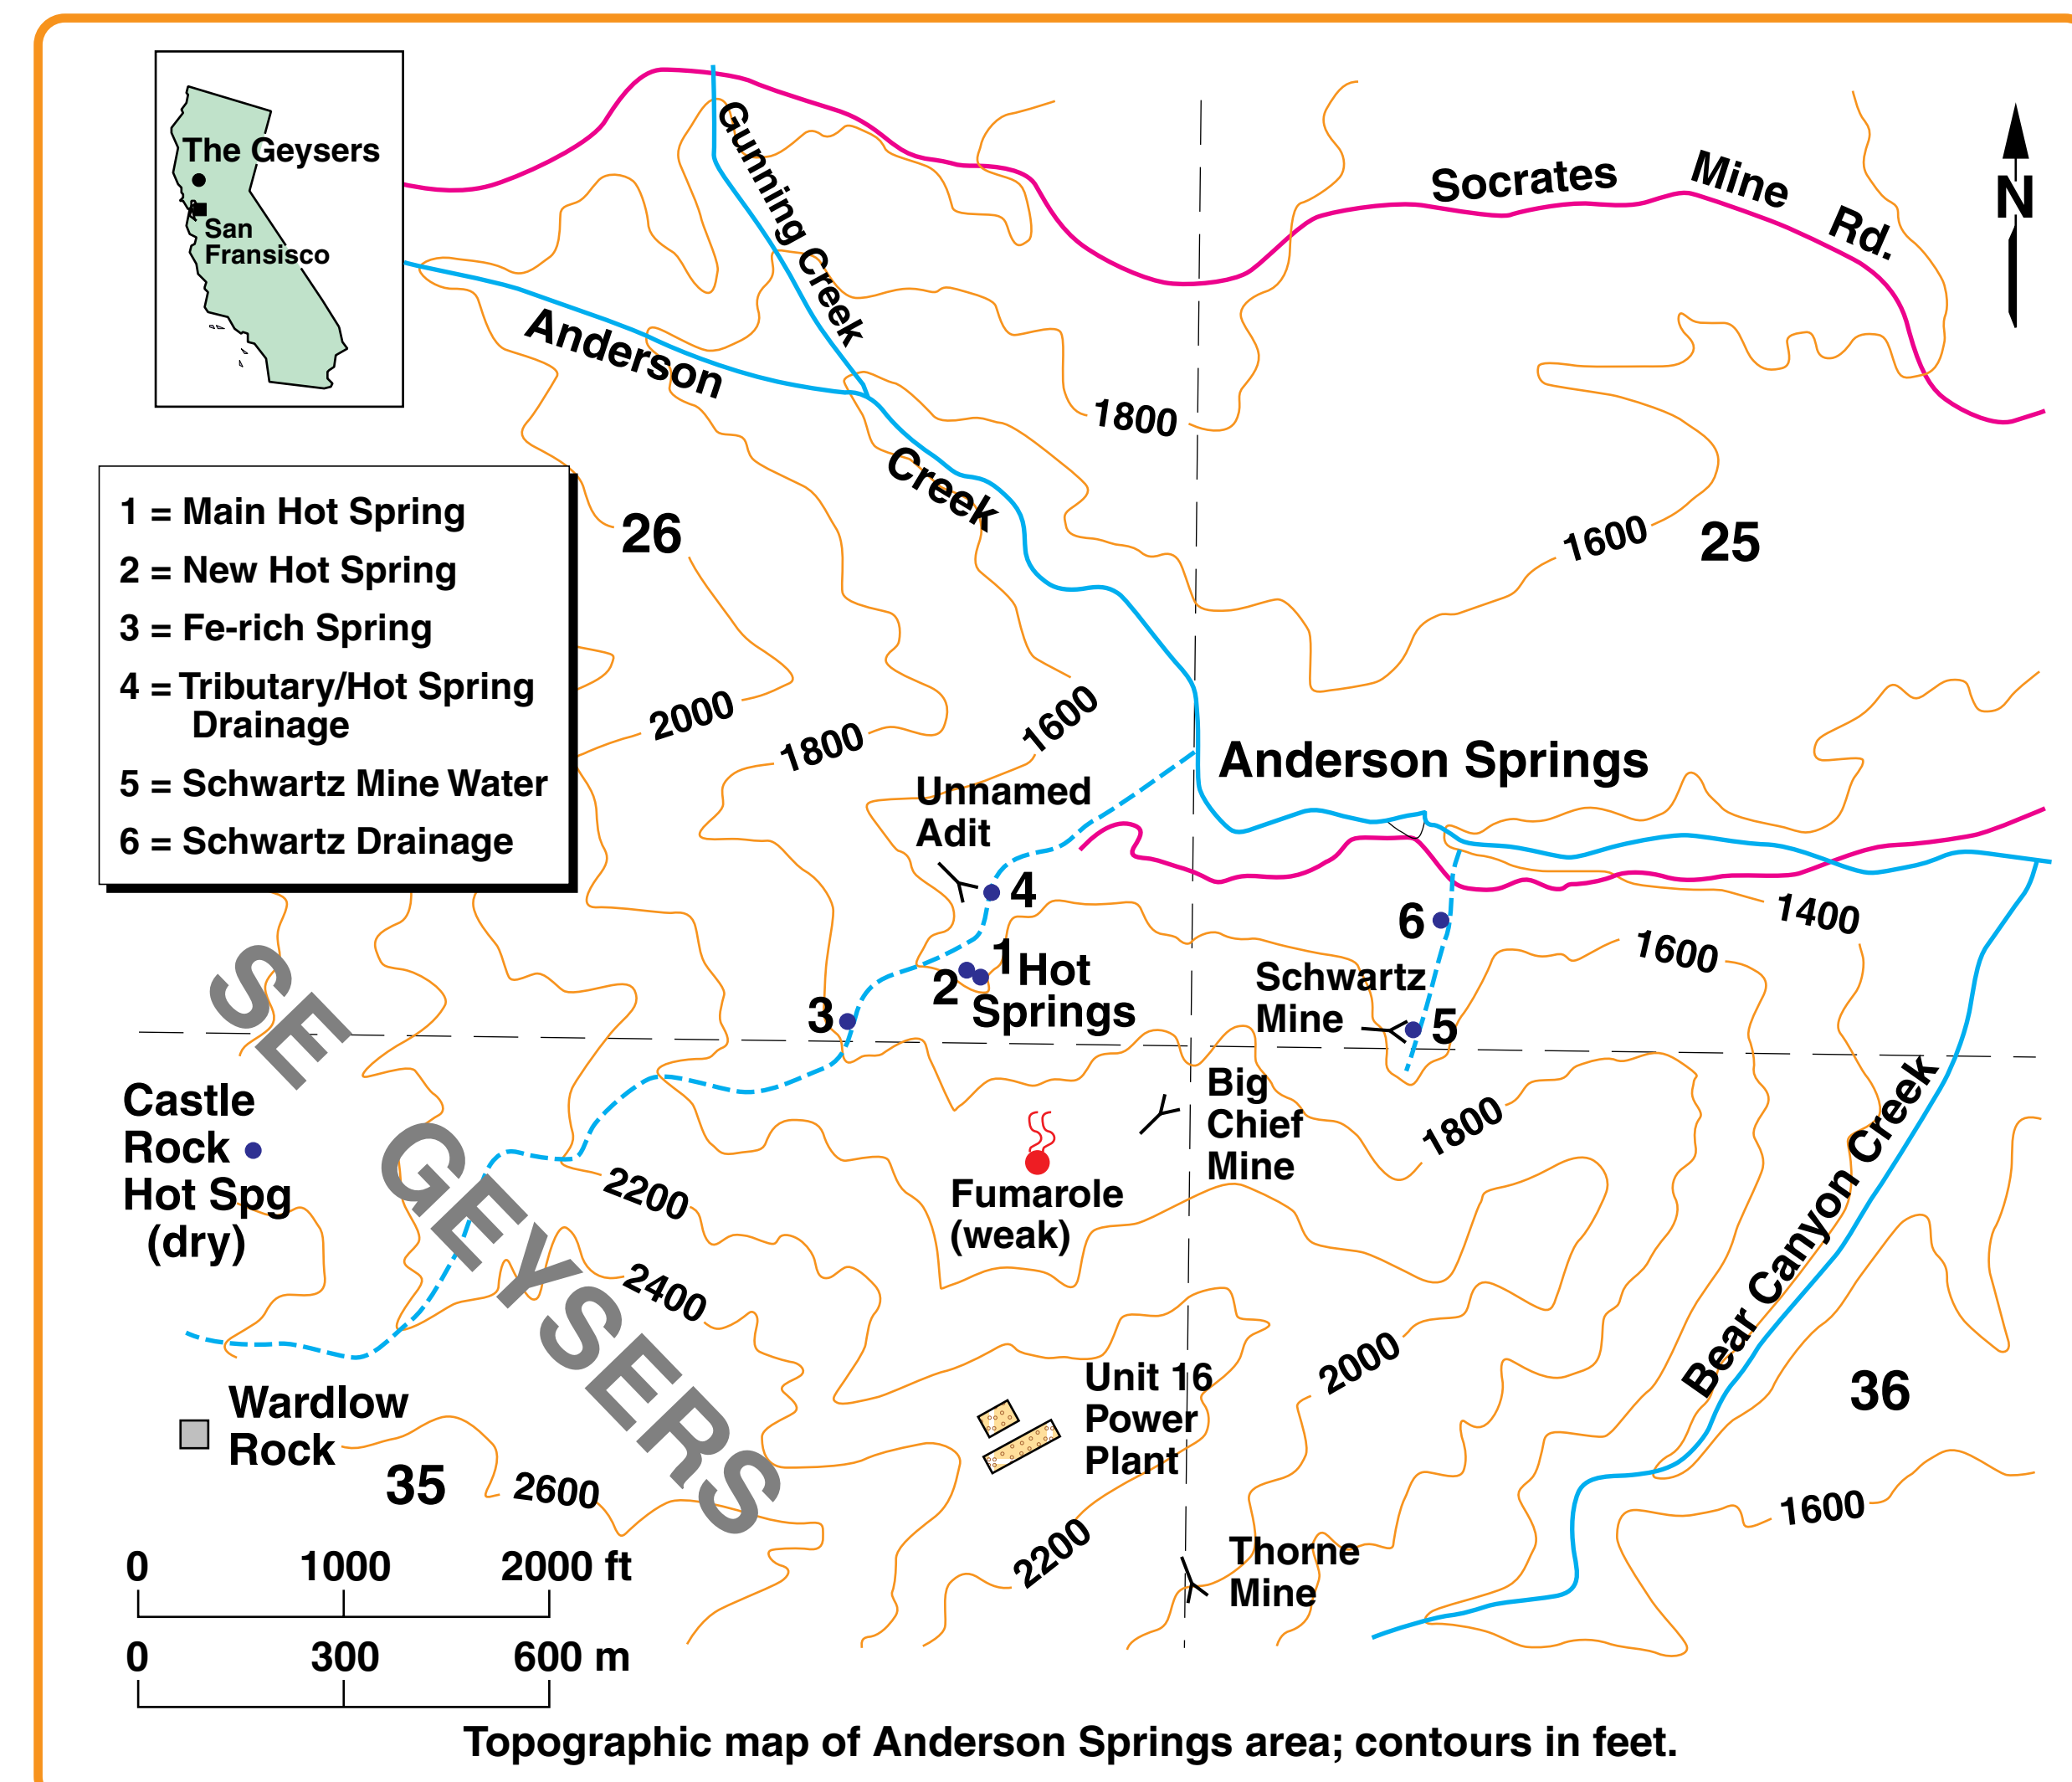 The Geysers
San
Fransisco
Gunning Creek
Socrates Mine Rd.
N
Anderson
Creek
1800
1 = Main Hot Spring
2 = New Hot Spring
3 = Fe-rich Spring
4 = Tributary/Hot Spring
Drainage
5 = Schwartz Mine Water
6 = Schwartz Drainage
26
1600
25
2000
1800
1600
Anderson Springs
Unnamed
Adit
4
1400
6
1600
1 Hot
2 Springs
Schwartz
Mine
5
3
SE GEYSERS
Castle
Rock
Hot Spg
(dry)
Big
Chief
Mine
1800
Bear Canyon Creek
2200
Fumarole
(weak)
2400
2000
Unit 16
Power
Plant
36
Wardlow
Rock
35
2600
1600
2200
Thorne
Mine
0 1000 2000 ft
0 300 600 m
Topographic map of Anderson Springs area; contours in feet.